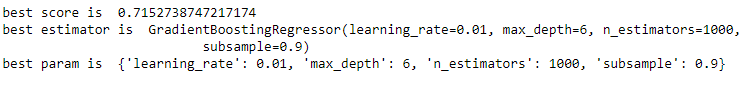 best score is  0.7152738747217174
best estimator is  GradientBoostingRegressor(learning_rate=0.01, max_depth=6, n_estimators=1000,
                          subsample=0.9)
best param is  {'learning_rate': 0.01, 'max_depth': 6, 'n_estimators': 1000, 'subsample': 0.9}